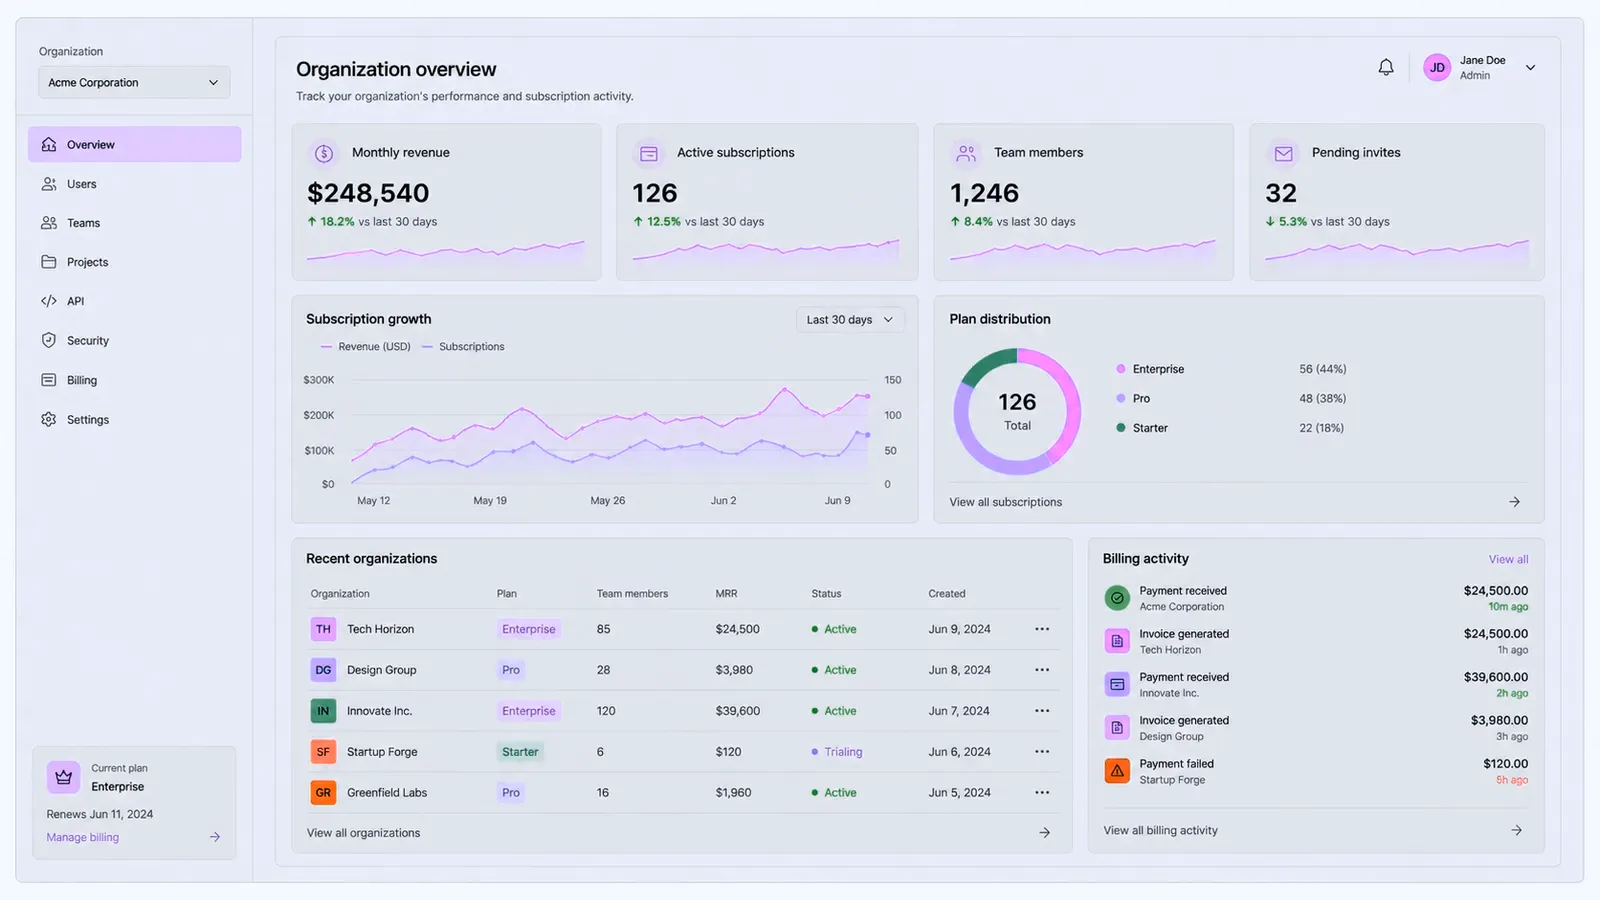 Organization
Acme Corporation
Overview
Users
Teams
Projects
API
Security
Billing
Settings
Current plan
Enterprise
Renews Jun 11, 2024
Manage billing
Organization overview
Track your organization's performance and subscription activity.
JD
Jane Doe
Admin
Monthly revenue
$248,540
18.2% vs last 30 days
Active subscriptions
126
12.5% vs last 30 days
Team members
1,246
8.4% vs last 30 days
Pending invites
32
5.3% vs last 30 days
Subscription growth
Last 30 days
Revenue (USD) Subscriptions
$300K 150
$200K 100
$100K 50
$0 0
May 12 May 19 May 26 Jun 2 Jun 9
Plan distribution
126
Total
Enterprise 56 (44%)
Pro 48 (38%)
Starter 22 (18%)
View all subscriptions
Recent organizations
Organization Plan Team members MRR Status Created
TH Tech Horizon Enterprise 85 $24,500 Active Jun 9, 2024
DG Design Group Pro 28 $3,980 Active Jun 8, 2024
IN Innovate Inc. Enterprise 120 $39,600 Active Jun 7, 2024
SF Startup Forge Starter 6 $120 Trialing Jun 6, 2024
GR Greenfield Labs Pro 16 $1,960 Active Jun 5, 2024
View all organizations
Billing activity View all
Payment received $24,500.00
Acme Corporation 10m ago
Invoice generated $24,500.00
Tech Horizon 1h ago
Payment received $39,600.00
Innovate Inc. 2h ago
Invoice generated $3,980.00
Design Group 3h ago
Payment failed $120.00
Startup Forge 5h ago
View all billing activity